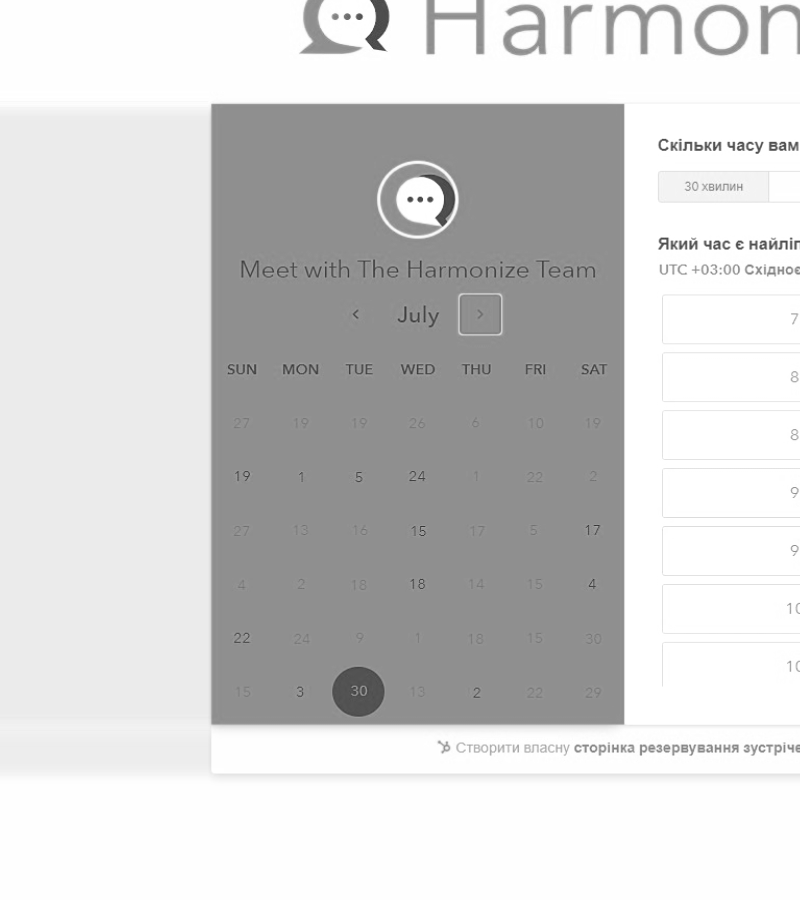 Harmon
Meet with The Harmonize Team
July
SUN MON TUE WED THU FRI SAT
27 19 19 26 6 10 19
19 1 5 24 1 22 2
27 13 16 15 17 5 17
4 2 18 18 14 15 4
22 24 9 1 18 15 30
15 3 30 13 2 22 29
Скільки часу вам
30 хвилин
Який час є найліп
UTC +03:00 Східноє
7
8
8
9
9
10
10
Створити власну сторінка резервування зустріче